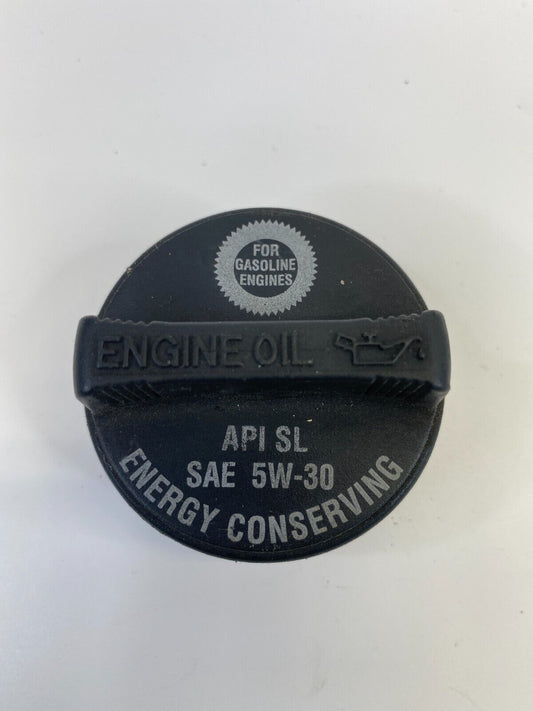 FOR
GASOLINE
ENGINES
ENGINE OIL
API SL
SAE 5W-30
ENERGY CONSERVING